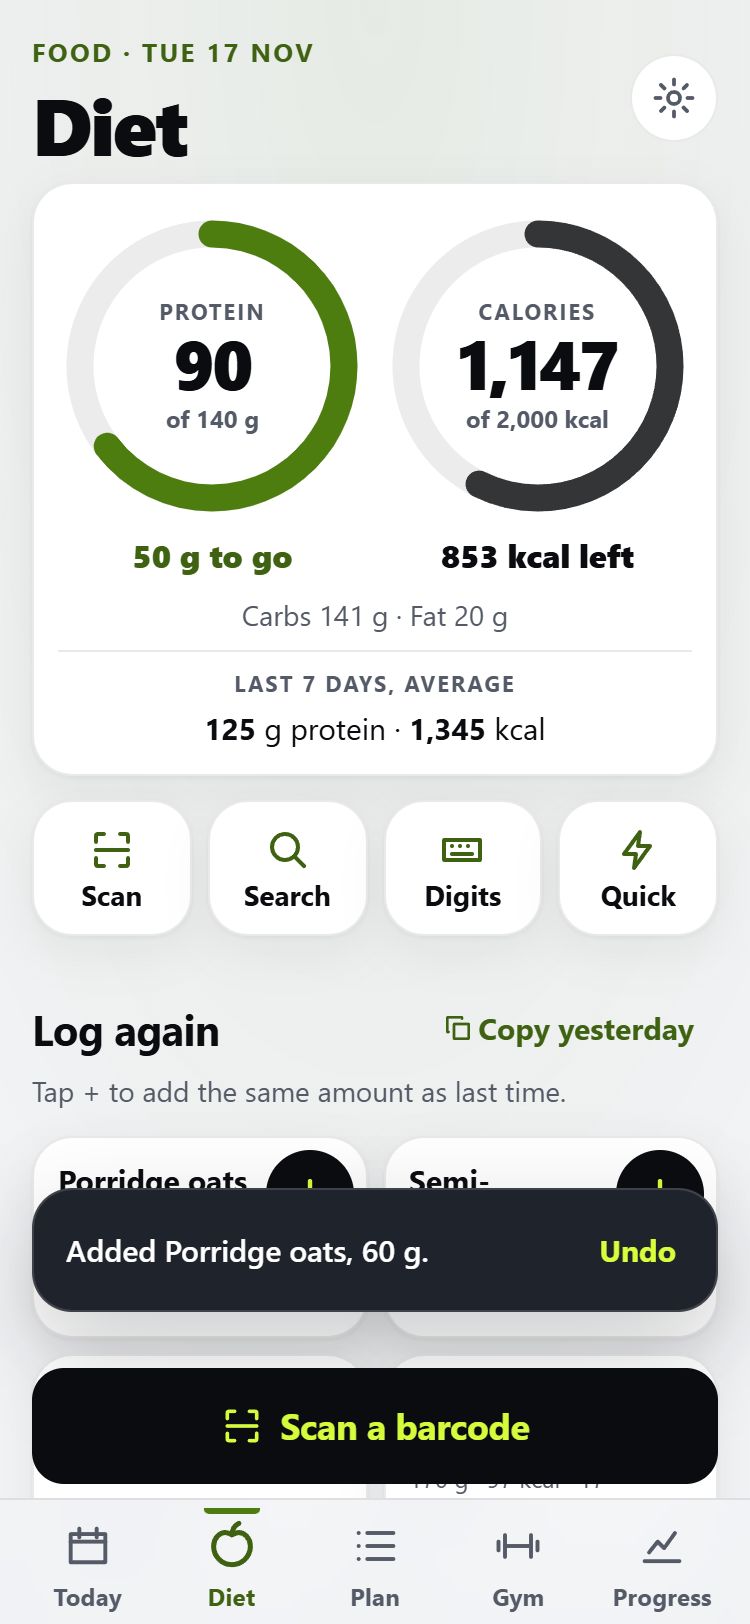 FOOD · TUE 17 NOV
Diet
PROTEIN
90
of 140 g
50 g to go
CALORIES
1,147
of 2,000 kcal
853 kcal left
Carbs 141 g · Fat 20 g
LAST 7 DAYS, AVERAGE
125 g protein · 1,345 kcal
Scan
Search
Digits
Quick
Log again
Copy yesterday
Tap + to add the same amount as last time.
Porridge oats
Semi-
Added Porridge oats, 60 g.
Undo
Scan a barcode
Today
Diet
Plan
Gym
Progress